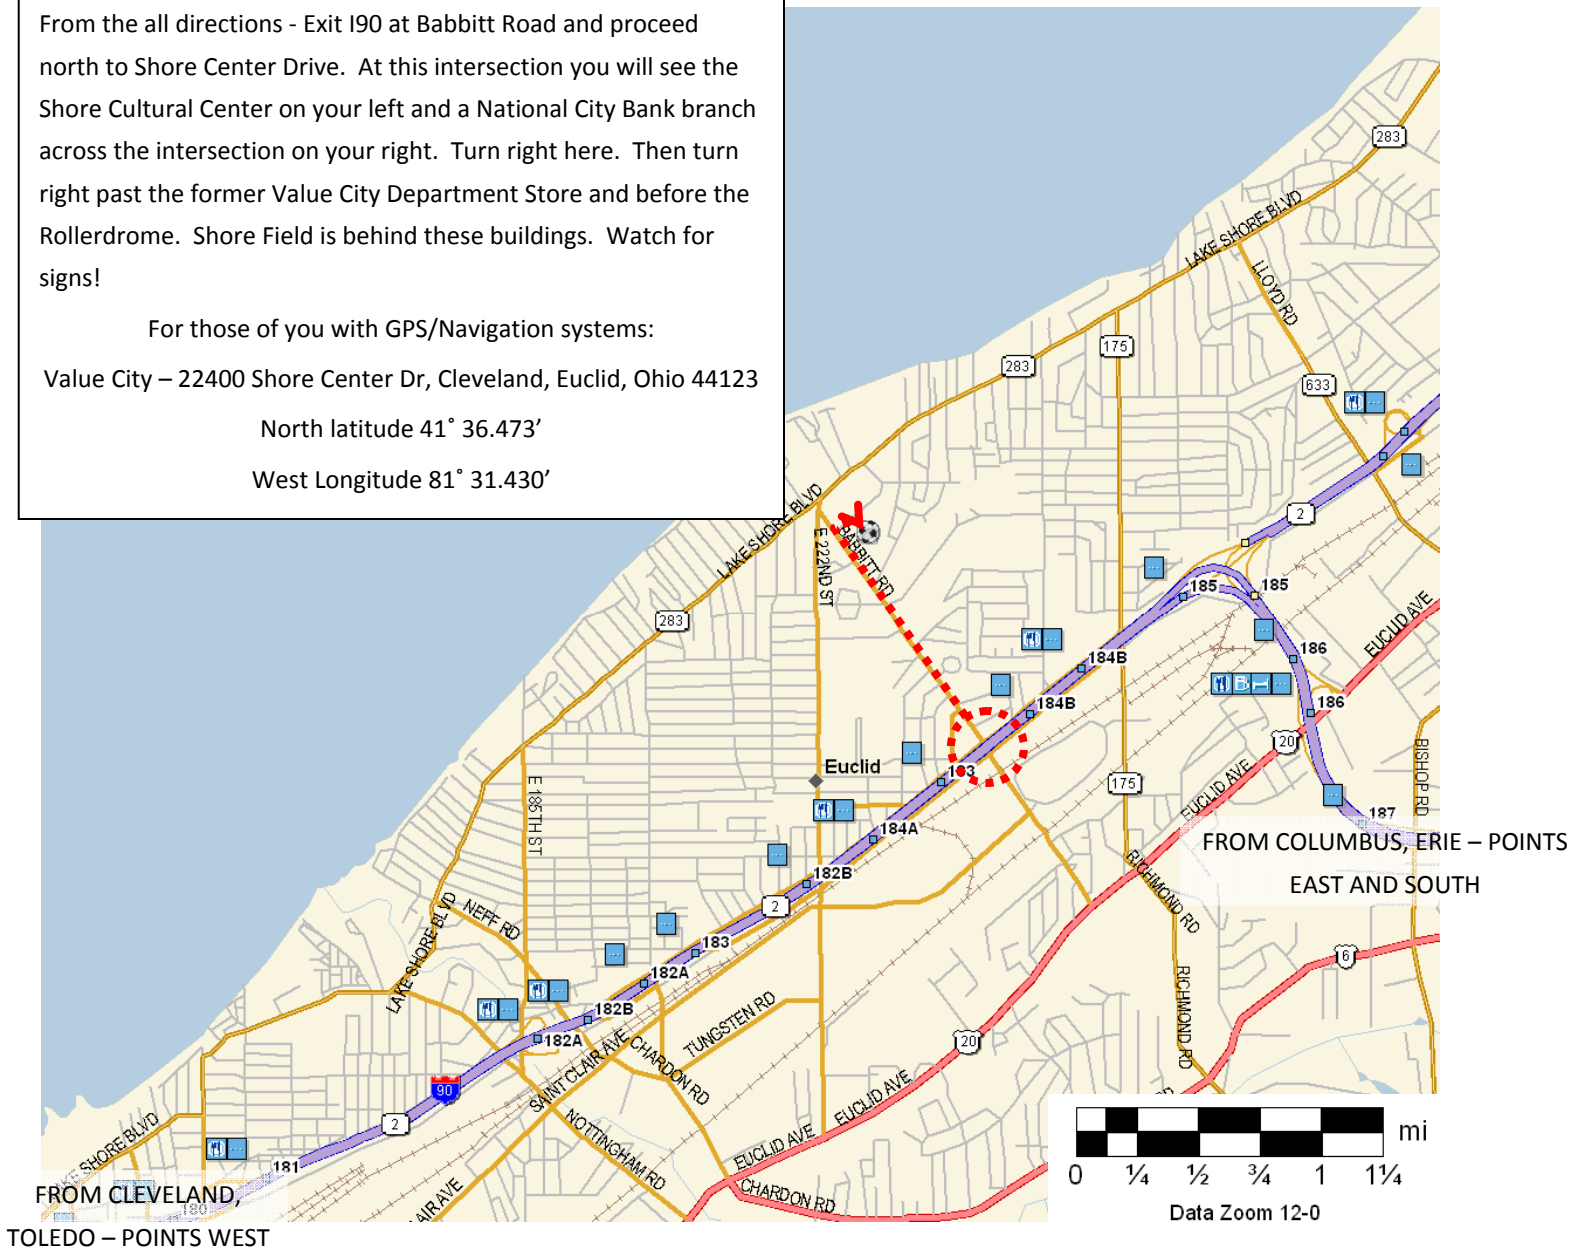 From the all directions - Exit I90 at Babbitt Road and proceed
north to Shore Center Drive.  At this intersection you will see the
Shore Cultural Center on your left and a National City Bank branch
across the intersection on your right.  Turn right here.  Then turn
right past the former Value City Department Store and before the
Rollerdrome.  Shore Field is behind these buildings.  Watch for
signs!
For those of you with GPS/Navigation systems:
Value City – 22400 Shore Center Dr, Cleveland, Euclid, Ohio 44123
North latitude 41˚ 36.473’
West Longitude 81˚ 31.430’
283
LAKE SHORE BLVD
LLOYD RD
175
283
633
LAKE SHORE BLVD
BABBITT RD
E 222ND ST
2
185
185
EUCLID AVE
283
184B
186
184B
186
20
BISHOP RD
Euclid
183
175
EUCLID AVE
E 185TH ST
184A
187
FROM COLUMBUS, ERIE – POINTS
EAST AND SOUTH
RICHMOND RD
182B
2
LAKE SHORE BLVD
NEFF RD
183
6
182A
RICHMOND RD
182B
TUNGSTEN RD
182A
20
SAINT CLAIR AVE
CHARDON RD
90
EUCLID AVE
NOTTINGHAM RD
2
RD
mi
KE SHORE BLVD
EUCLID AVE
181
0 1/4 1/2 3/4 1 1 1/4
CHARDON RD
AIR AVE
FROM CLEVELAND,
180
Data Zoom 12-0
TOLEDO – POINTS WEST